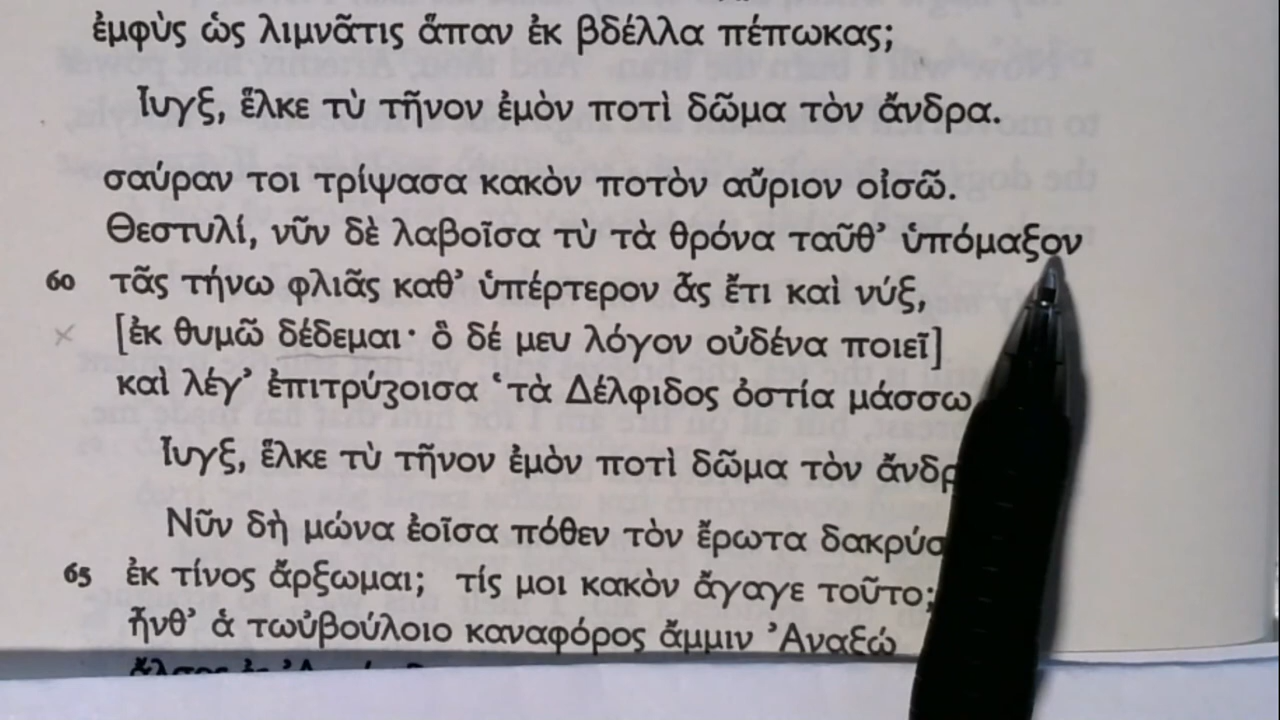 ἐμφὺς ὡς λιμνᾶτις ἅπαν ἐκ βδέλλα πέπωκας;
Ἶυγξ, ἕλκε τὺ τῆνον ἐμὸν ποτὶ δῶμα τὸν ἄνδρα.
σαύραν τοι τρίψασα κακὸν ποτὸν αὔριον οἰσῶ.
Θεστυλί, νῦν δὲ λαβοῖσα τὺ τὰ θρόνα ταῦθ’ ὑπόμαξον
60 τᾶς τήνω φλιᾶς καθ’ ὑπέρτερον ἇς ἔτι καὶ νύξ,
[ἐκ θυμῶ δέδεμαι· ὃ δέ μευ λόγον οὐδένα ποιεῖ]
καὶ λέγ’ ἐπιτρύζοισα ‘τὰ Δέλφιδος ὀστία μάσσω
Ἶυγξ, ἕλκε τὺ τῆνον ἐμὸν ποτὶ δῶμα τὸν ἄνδρ
Νῦν δὴ μώνα ἐοῖσα πόθεν τὸν ἔρωτα δακρύσ
65 ἐκ τίνος ἄρξωμαι; τίς μοι κακὸν ἄγαγε τοῦτο;
ἦνθ’ ἁ τωὐβούλοιο καναφόρος ἄμμιν Ἀναξώ